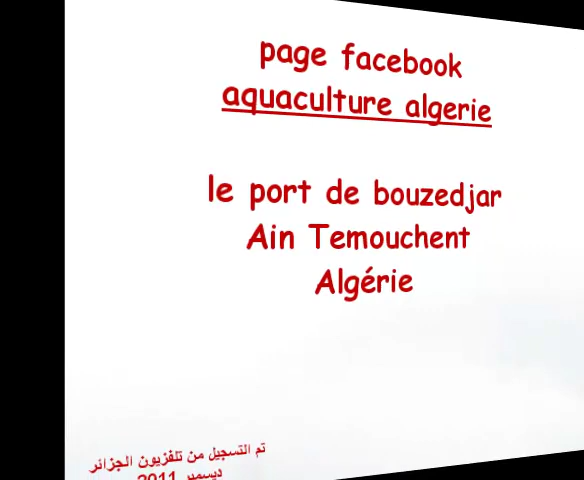 page facebook
aquaculture algerie
le port de bouzedjar
Ain Temouchent
Algérie
تم التسجيل من تلفزيون الجزائر
ديسمبر 2011